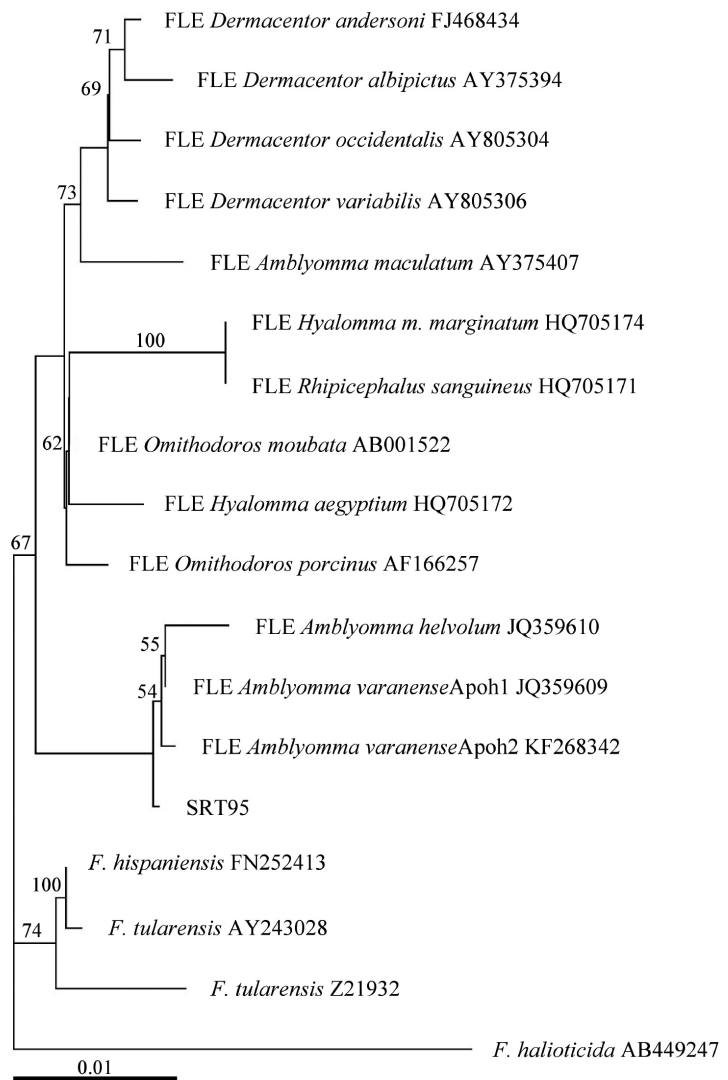 71 FLE Dermacentor andersoni FJ468434
69 FLE Dermacentor albipictus AY375394
FLE Dermacentor occidentalis AY805304
73 FLE Dermacentor variabilis AY805306
FLE Amblyomma maculatum AY375407
FLE Hyalomma m. marginatum HQ705174
100
FLE Rhipicephalus sanguineus HQ705171
62 FLE Omithodoros moubata AB001522
FLE Hyalomma aegyptium HQ705172
67 FLE Omithodoros porcinus AF166257
FLE Amblyomma helvolum JQ359610
55
54 FLE Amblyomma varanenseApoh1 JQ359609
FLE Amblyomma varanenseApoh2 KF268342
SRT95
F. hispaniensis FN252413
100
74 F. tularensis AY243028
F. tularensis Z21932
F. halioticida AB449247
0.01